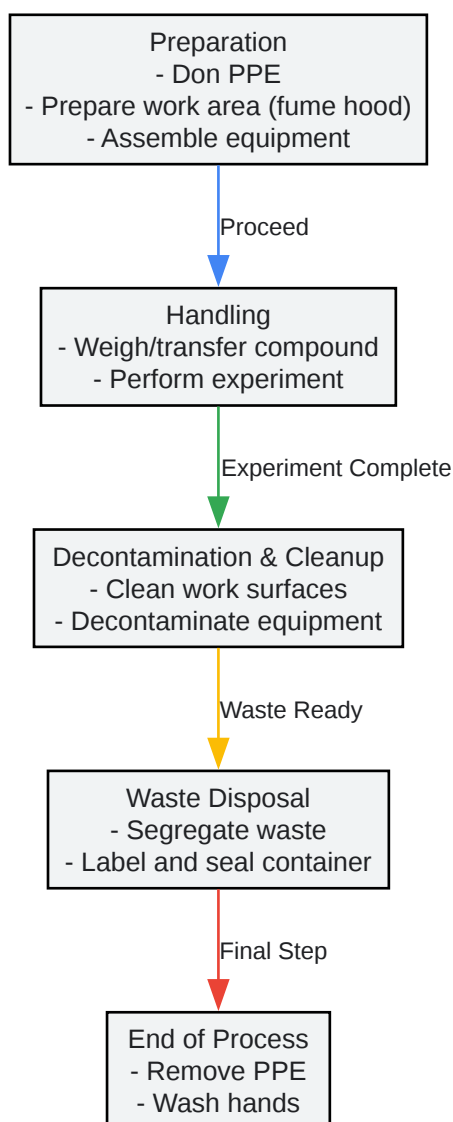 Preparation
- Don PPE
- Prepare work area (fume hood)
- Assemble equipment
Proceed
Handling
- Weigh/transfer compound
- Perform experiment
Experiment Complete
Decontamination & Cleanup
- Clean work surfaces
- Decontaminate equipment
Waste Ready
Waste Disposal
- Segregate waste
- Label and seal container
Final Step
End of Process
- Remove PPE
- Wash hands